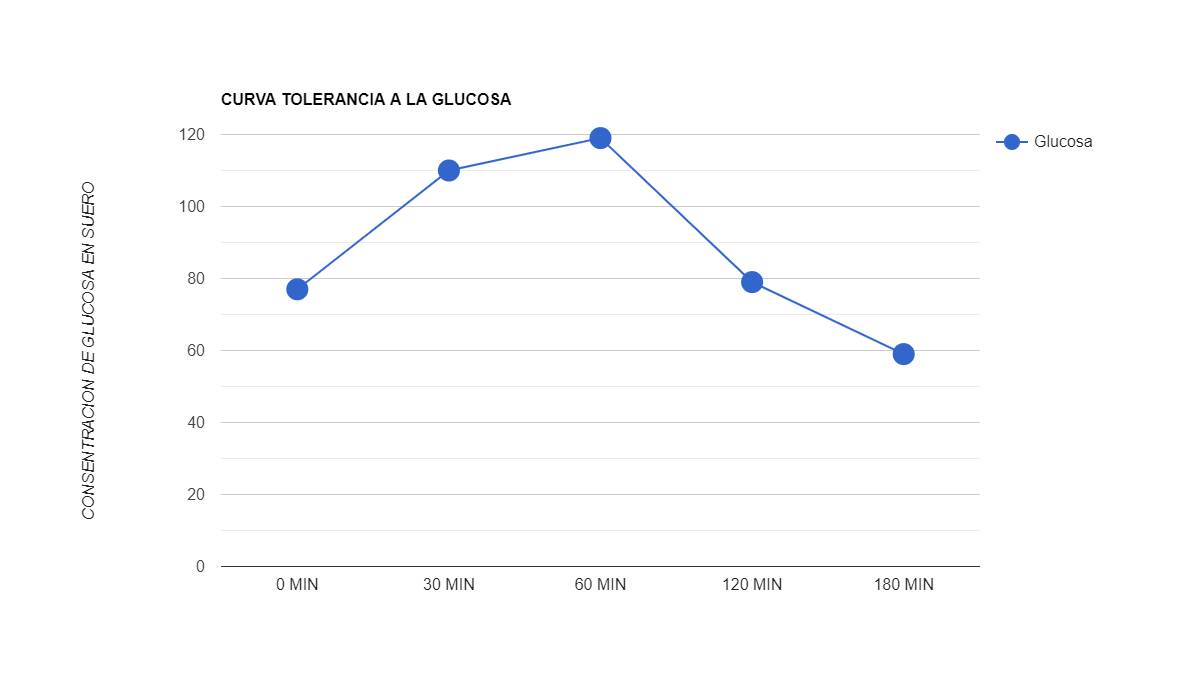 CURVA TOLERANCIA A LA GLUCOSA
Glucosa
CONSENTRACION DE GLUCOSA EN SUERO
120
100
80
60
40
20
0
0 MIN
30 MIN
60 MIN
120 MIN
180 MIN